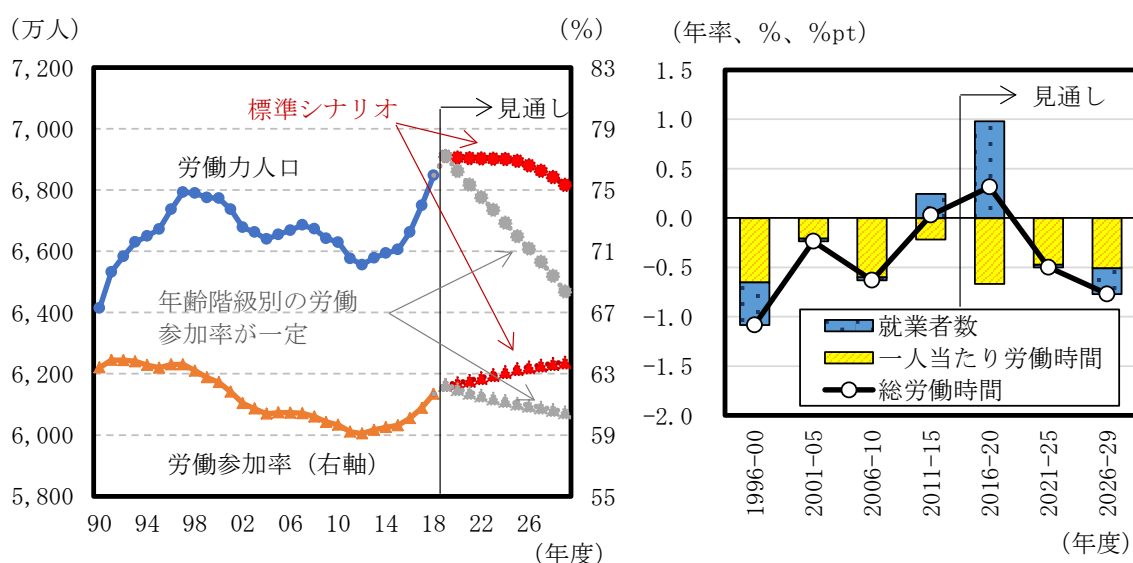 (万人)
(%)
7,200
7,000
6,800
6,600
6,400
6,200
6,000
5,800
83
79
75
71
67
63
59
55
標準シナリオ
見通し
労働力人口
年齢階級別の労働
参加率が一定
労働参加率(右軸)
90 94 98 02 06 10 14 18 22 26
(年度)
(年率、%、%pt)
1.5
1.0
0.5
0.0
-0.5
-1.0
-1.5
-2.0
見通し
就業者数
一人当たり労働時間
総労働時間
1996-00
2001-05
2006-10
2011-15
2016-20
2021-25
2026-29
(年度)